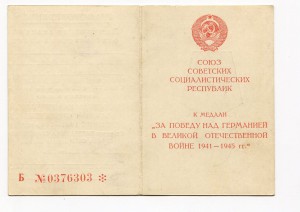 СОЮЗ
СОВЕТСКИХ
СОЦИАЛИСТИЧЕСКИХ
РЕСПУБЛИК
К МЕДАЛИ
„ЗА ПОБЕДУ НАД ГЕРМАНИЕЙ
В ВЕЛИКОЙ ОТЕЧЕСТВЕННОЙ
ВОЙНЕ 1941—1945 гг."
Б №0376303 ✻